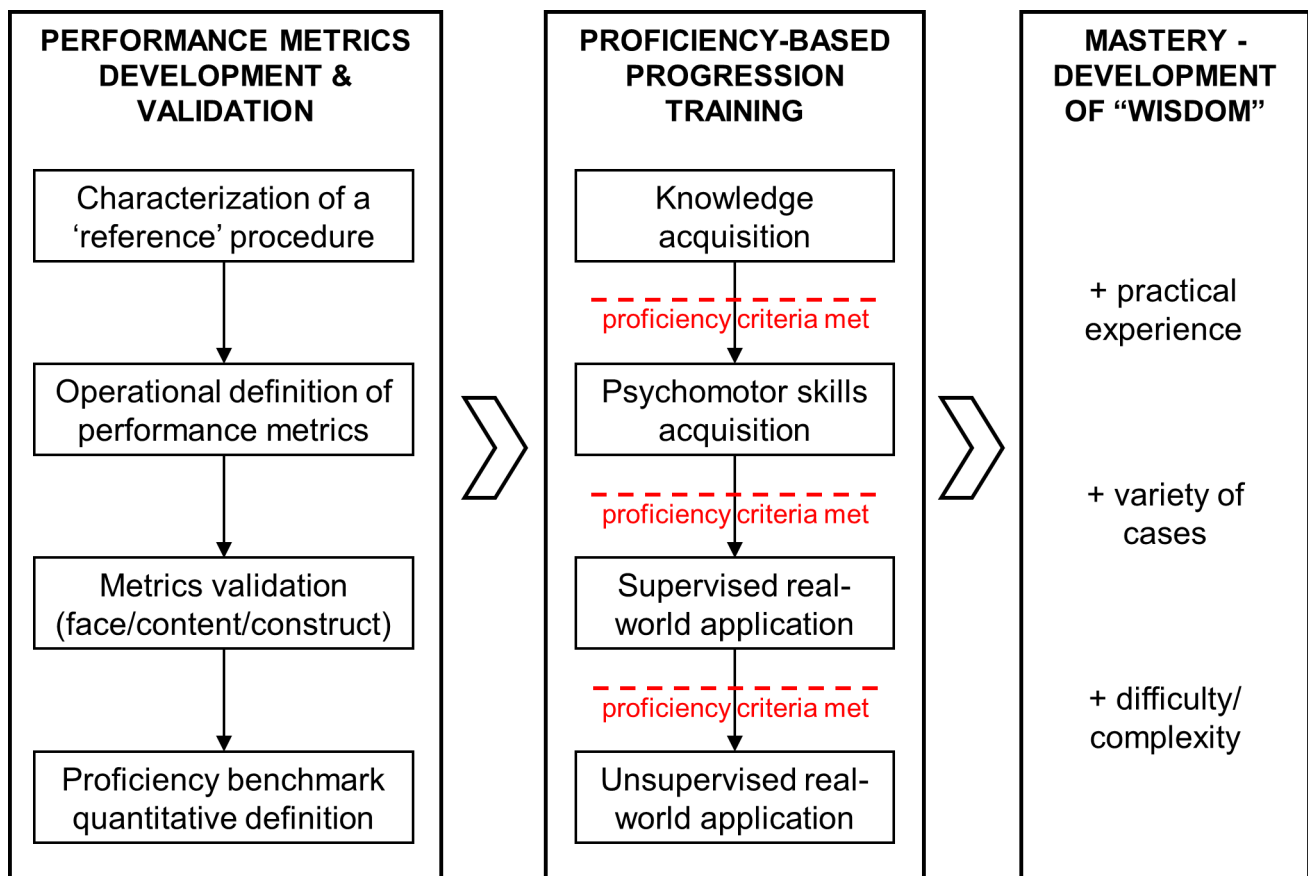 PERFORMANCE METRICS
DEVELOPMENT &
VALIDATION
Characterization of a
‘reference’ procedure
Operational definition of
performance metrics
Metrics validation
(face/content/construct)
Proficiency benchmark
quantitative definition
PROFICIENCY-BASED
PROGRESSION
TRAINING
Knowledge
acquisition
proficiency criteria met
Psychomotor skills
acquisition
proficiency criteria met
Supervised real-
world application
proficiency criteria met
Unsupervised real-
world application
MASTERY -
DEVELOPMENT
OF “WISDOM”
+ practical
experience
+ variety of
cases
+ difficulty/
complexity